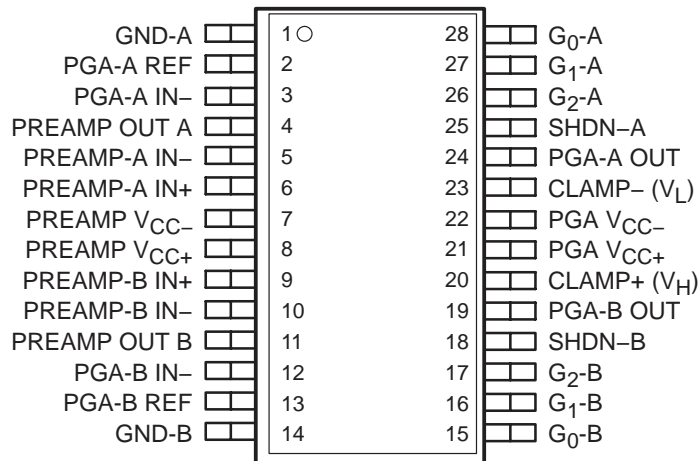 GND-A 1 28 G0-A
PGA-A REF 2 27 G1-A
PGA-A IN– 3 26 G2-A
PREAMP OUT A 4 25 SHDN–A
PREAMP-A IN– 5 24 PGA-A OUT
PREAMP-A IN+ 6 23 CLAMP– (VL)
PREAMP VCC– 7 22 PGA VCC–
PREAMP VCC+ 8 21 PGA VCC+
PREAMP-B IN+ 9 20 CLAMP+ (VH)
PREAMP-B IN– 10 19 PGA-B OUT
PREAMP OUT B 11 18 SHDN–B
PGA-B IN– 12 17 G2-B
PGA-B REF 13 16 G1-B
GND-B 14 15 G0-B